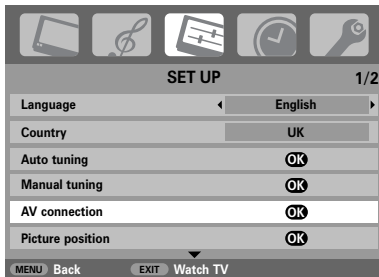 SET UP 1/2
Language English
Country UK
Auto tuning OK
Manual tuning OK
AV connection OK
Picture position OK
MENU Back EXIT Watch TV